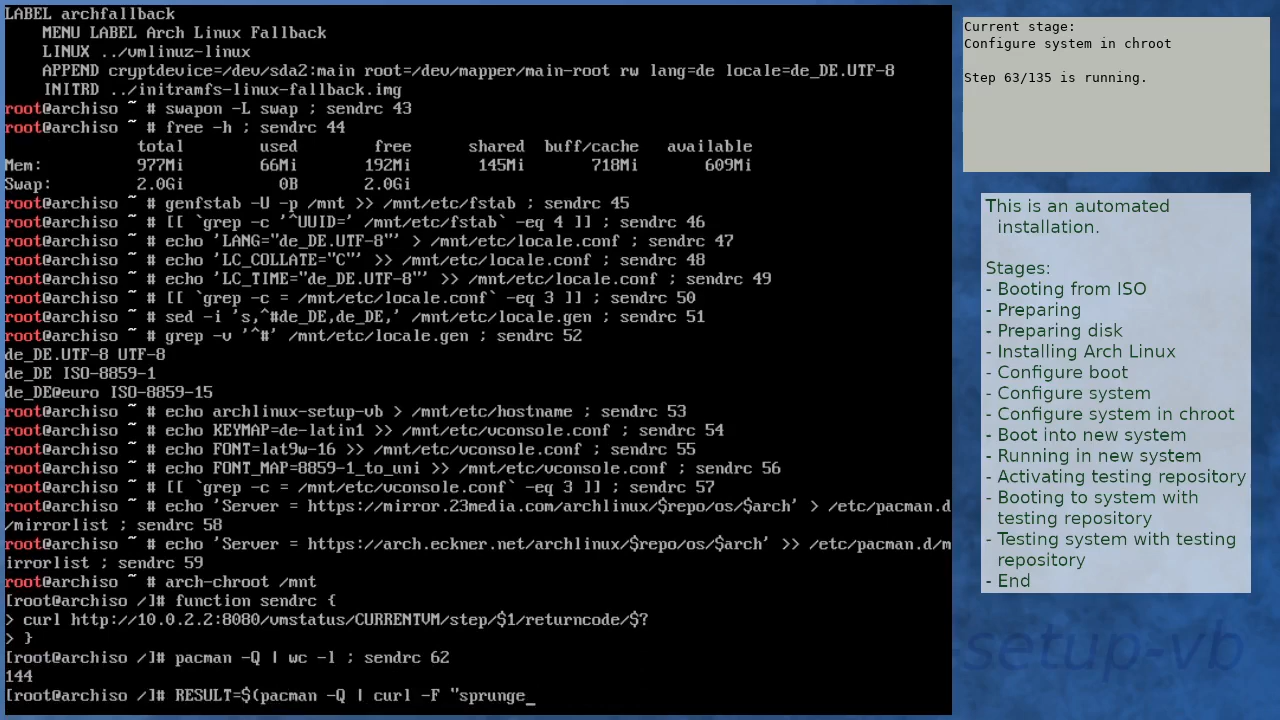 LABEL archfallback
    MENU LABEL Arch Linux Fallback
    LINUX ../vmlinuz-linux
    APPEND cryptdevice=/dev/sda2:main root=/dev/mapper/main-root rw lang=de locale=de_DE.UTF-8
    INITRD ../initramfs-linux-fallback.img
root@archiso ~ # swapon -L swap ; sendrc 43
root@archiso ~ # free -h ; sendrc 44
              total        used        free      shared  buff/cache   available
Mem:          977Mi        66Mi       192Mi       145Mi       718Mi       609Mi
Swap:         2.0Gi          0B       2.0Gi
root@archiso ~ # genfstab -U -p /mnt >> /mnt/etc/fstab ; sendrc 45
root@archiso ~ # [[ `grep -c '^UUID=' /mnt/etc/fstab` -eq 4 ]] ; sendrc 46
root@archiso ~ # echo 'LANG="de_DE.UTF-8"' > /mnt/etc/locale.conf ; sendrc 47
root@archiso ~ # echo 'LC_COLLATE="C"' >> /mnt/etc/locale.conf ; sendrc 48
root@archiso ~ # echo 'LC_TIME="de_DE.UTF-8"' >> /mnt/etc/locale.conf ; sendrc 49
root@archiso ~ # [[ `grep -c = /mnt/etc/locale.conf` -eq 3 ]] ; sendrc 50
root@archiso ~ # sed -i 's,^#de_DE,de_DE,' /mnt/etc/locale.gen ; sendrc 51
root@archiso ~ # grep -v '^#' /mnt/etc/locale.gen ; sendrc 52
de_DE.UTF-8 UTF-8
de_DE ISO-8859-1
de_DE@euro ISO-8859-15
root@archiso ~ # echo archlinux-setup-vb > /mnt/etc/hostname ; sendrc 53
root@archiso ~ # echo KEYMAP=de-latin1 >> /mnt/etc/vconsole.conf ; sendrc 54
root@archiso ~ # echo FONT=lat9w-16 >> /mnt/etc/vconsole.conf ; sendrc 55
root@archiso ~ # echo FONT_MAP=8859-1_to_uni >> /mnt/etc/vconsole.conf ; sendrc 56
root@archiso ~ # [[ `grep -c = /mnt/etc/vconsole.conf` -eq 3 ]] ; sendrc 57
root@archiso ~ # echo 'Server = https://mirror.23media.com/archlinux/$repo/os/$arch' > /etc/pacman.d
/mirrorlist ; sendrc 58
root@archiso ~ # echo 'Server = https://arch.eckner.net/archlinux/$repo/os/$arch' >> /etc/pacman.d/m
irrorlist ; sendrc 59
root@archiso ~ # arch-chroot /mnt
[root@archiso /]# function sendrc {
> curl http://10.0.2.2:8080/vmstatus/CURRENTVM/step/$1/returncode/$?
> }
[root@archiso /]# pacman -Q | wc -l ; sendrc 62
144
[root@archiso /]# RESULT=$(pacman -Q | curl -F "sprunge_
Current stage:
Configure system in chroot

Step 63/135 is running.
This is an automated
installation.

Stages:
- Booting from ISO
- Preparing
- Preparing disk
- Installing Arch Linux
- Configure boot
- Configure system
- Configure system in chroot
- Boot into new system
- Running in new system
- Activating testing repository
- Booting to system with
testing repository
- Testing system with testing
repository
- End
-setup-vb